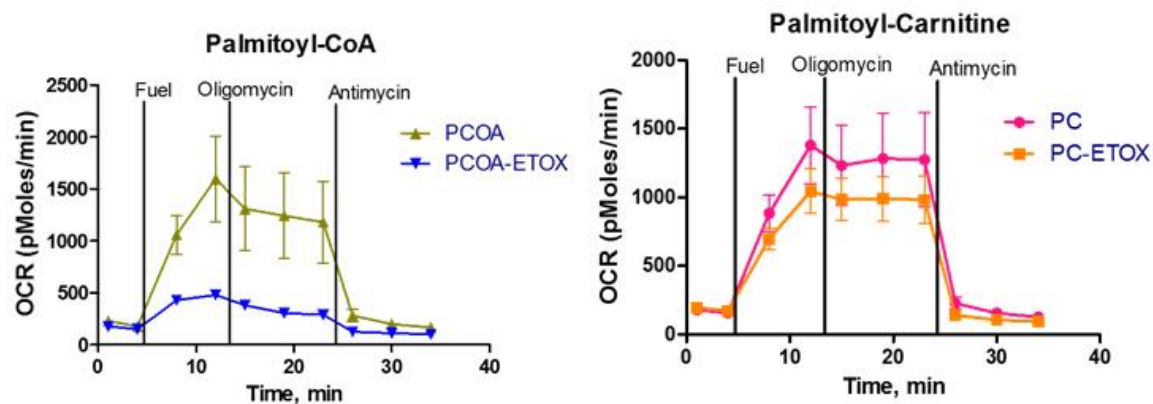 Palmitoyl-CoA
2500
2000
1500
1000
500
0
OCR (pMoles/min)
Fuel
Oligomycin
Antimycin
PCOA
PCOA-ETOX
0
10
20
30
40
Time, min
Palmitoyl-Carnitine
2000
1500
1000
500
0
OCR (pMoles/min)
Fuel
Oligomycin
Antimycin
PC
PC-ETOX
0
10
20
30
40
Time, min